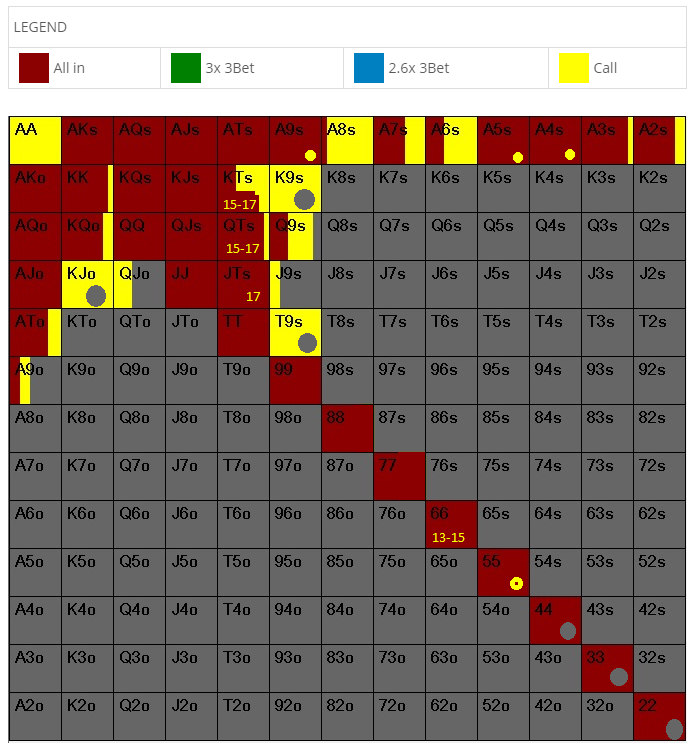 LEGEND
All in 3x 3Bet 2.6x 3Bet Call
AA AKs AQs AJs ATs A9s A8s A7s A6s A5s A4s A3s A2s
AKo KK KQs KJs KTs K9s K8s K7s K6s K5s K4s K3s K2s
15-17
AQo KQo QQ QJs QTs Q9s Q8s Q7s Q6s Q5s Q4s Q3s Q2s
15-17
AJo KJo QJo JJ JTs J9s J8s J7s J6s J5s J4s J3s J2s
17
ATo KTo QTo JTo TT T9s T8s T7s T6s T5s T4s T3s T2s
A9o K9o Q9o J9o T9o 99 98s 97s 96s 95s 94s 93s 92s
A8o K8o Q8o J8o T8o 98o 88 87s 86s 85s 84s 83s 82s
A7o K7o Q7o J7o T7o 97o 87o 77 76s 75s 74s 73s 72s
A6o K6o Q6o J6o T6o 96o 86o 76o 66 65s 64s 63s 62s
13-15
A5o K5o Q5o J5o T5o 95o 85o 75o 65o 55 54s 53s 52s
A4o K4o Q4o J4o T4o 94o 84o 74o 64o 54o 44 43s 42s
A3o K3o Q3o J3o T3o 93o 83o 73o 63o 53o 43o 33 32s
A2o K2o Q2o J2o T2o 92o 82o 72o 62o 52o 42o 32o 22